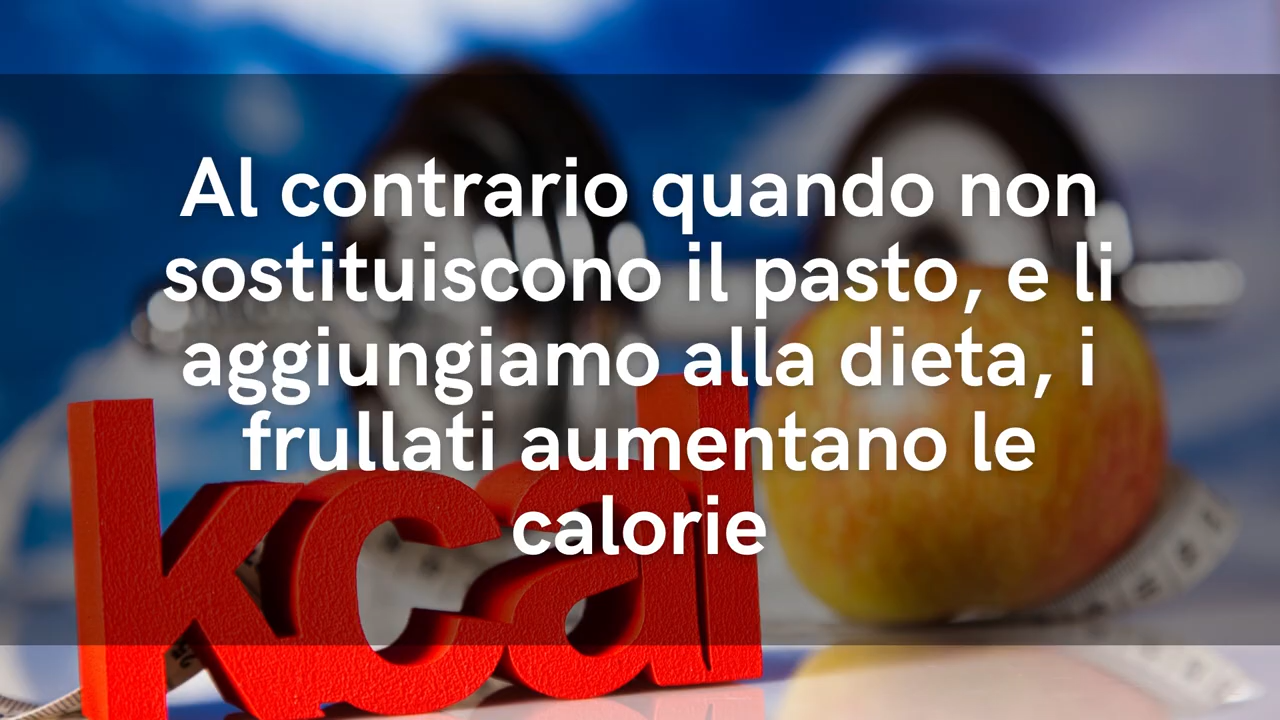 Al contrario quando non
sostituiscono il pasto, e li
aggiungiamo alla dieta, i
frullati aumentano le
calorie
kcal